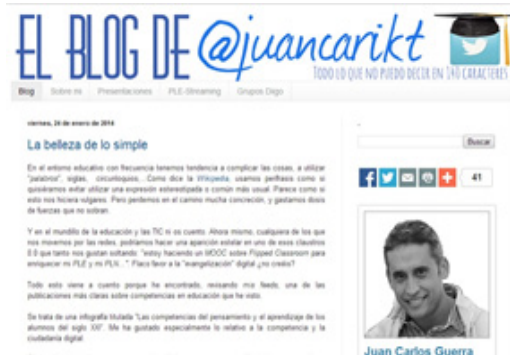 EL BLOG DE @juancarikt
TODO LO QUE NO PUEDO DECIR EN 140 CARACTERES
Blog Sobre mi Presentaciones PLE-Streaming Grupos Diigo
viernes, 24 de enero de 2014
La belleza de lo simple
Buscar
En el entorno educativo con frecuencia tenemos tendencia a complicar las cosas, a utilizar
"palabros", siglas, circunloquios,...Como dice la Wikipedia, usamos perífrasis como si
quisiéramos evitar utilizar una expresión estereotipada o común más usual. Parece como si
esto nos hiciera vulgares. Pero perdemos en el camino mucha concreción, y gastamos dosis
de fuerzas que no sobran.
41
Y en el mundillo de la educación y las TIC ni os cuento. Ahora mismo, cualquiera de los que
nos movemos por las redes, podríamos hacer una aparición estelar en uno de esos claustros
0.0 que tanto nos gustan soltando: "estoy haciendo un MOOC sobre Flipped Classroom para
enriquecer mi PLE y mi PLN...". Flaco favor a la "evangelización" digital ¿no creéis?
Todo esto viene a cuento porque he encontrado, revisando mis feeds, una de las
publicaciones más claras sobre competencias en educación que he visto.
Se trata de una infografía titulada "Las competencias del pensamiento y el aprendizaje de los
alumnos del siglo XXI". Me ha gustado especialmente lo relativo a la competencia y la
ciudadanía digital.
Juan Carlos Guerra